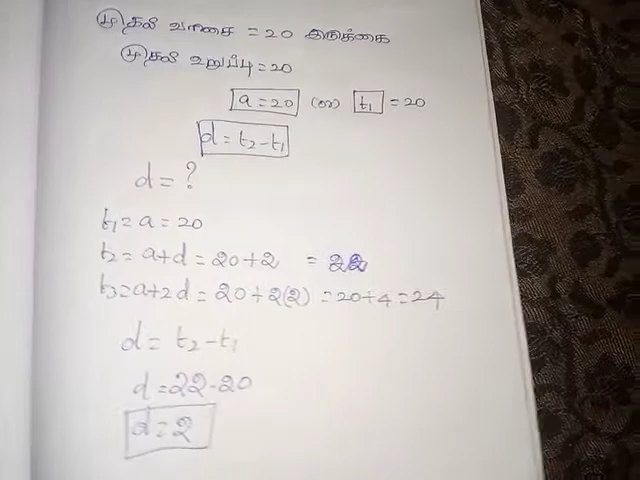 முதல் வரிசை = 20 இருக்கை
முதல் உறுப்பு = 20
a = 20 (or) t₁ = 20
d = t₂ - t₁
d = ?
t₁ = a = 20
t₂ = a+d = 20+2 = 22
t₃ = a+2d = 20+2(2) = 20+4 = 24
d = t₂ - t₁
d = 22-20
d = 2